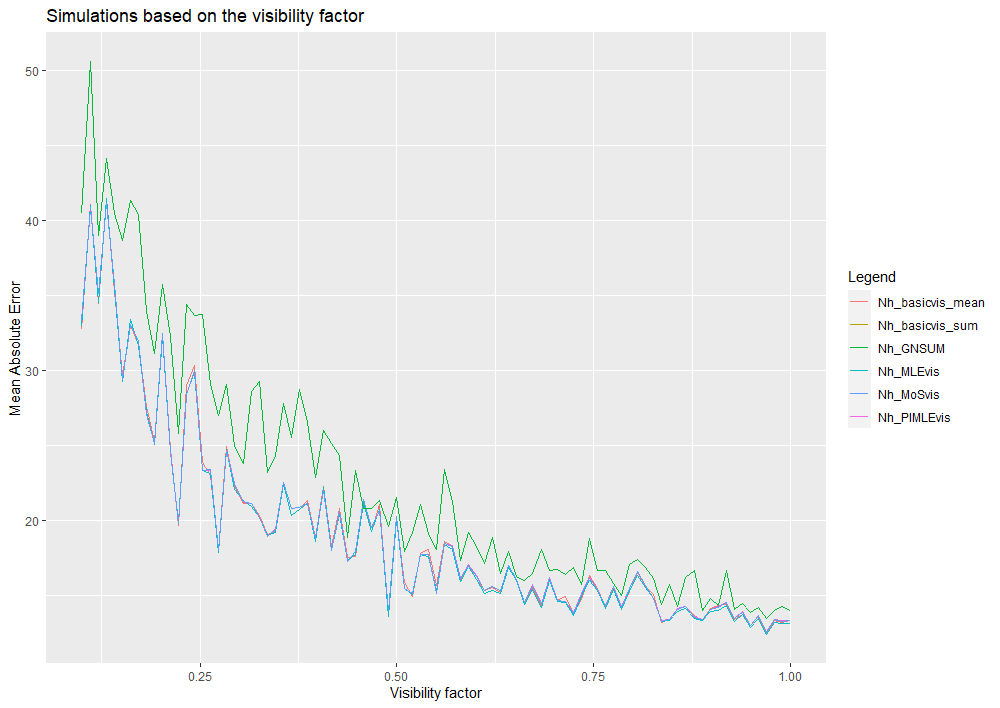 Simulations based on the visibility factor
50
40
30
20
Mean Absolute Error
0.25 0.50 0.75 1.00
Visibility factor
Legend
Nh_basicvis_mean
Nh_basicvis_sum
Nh_GNSUM
Nh_MLEvis
Nh_MoSvis
Nh_PIMLEvis